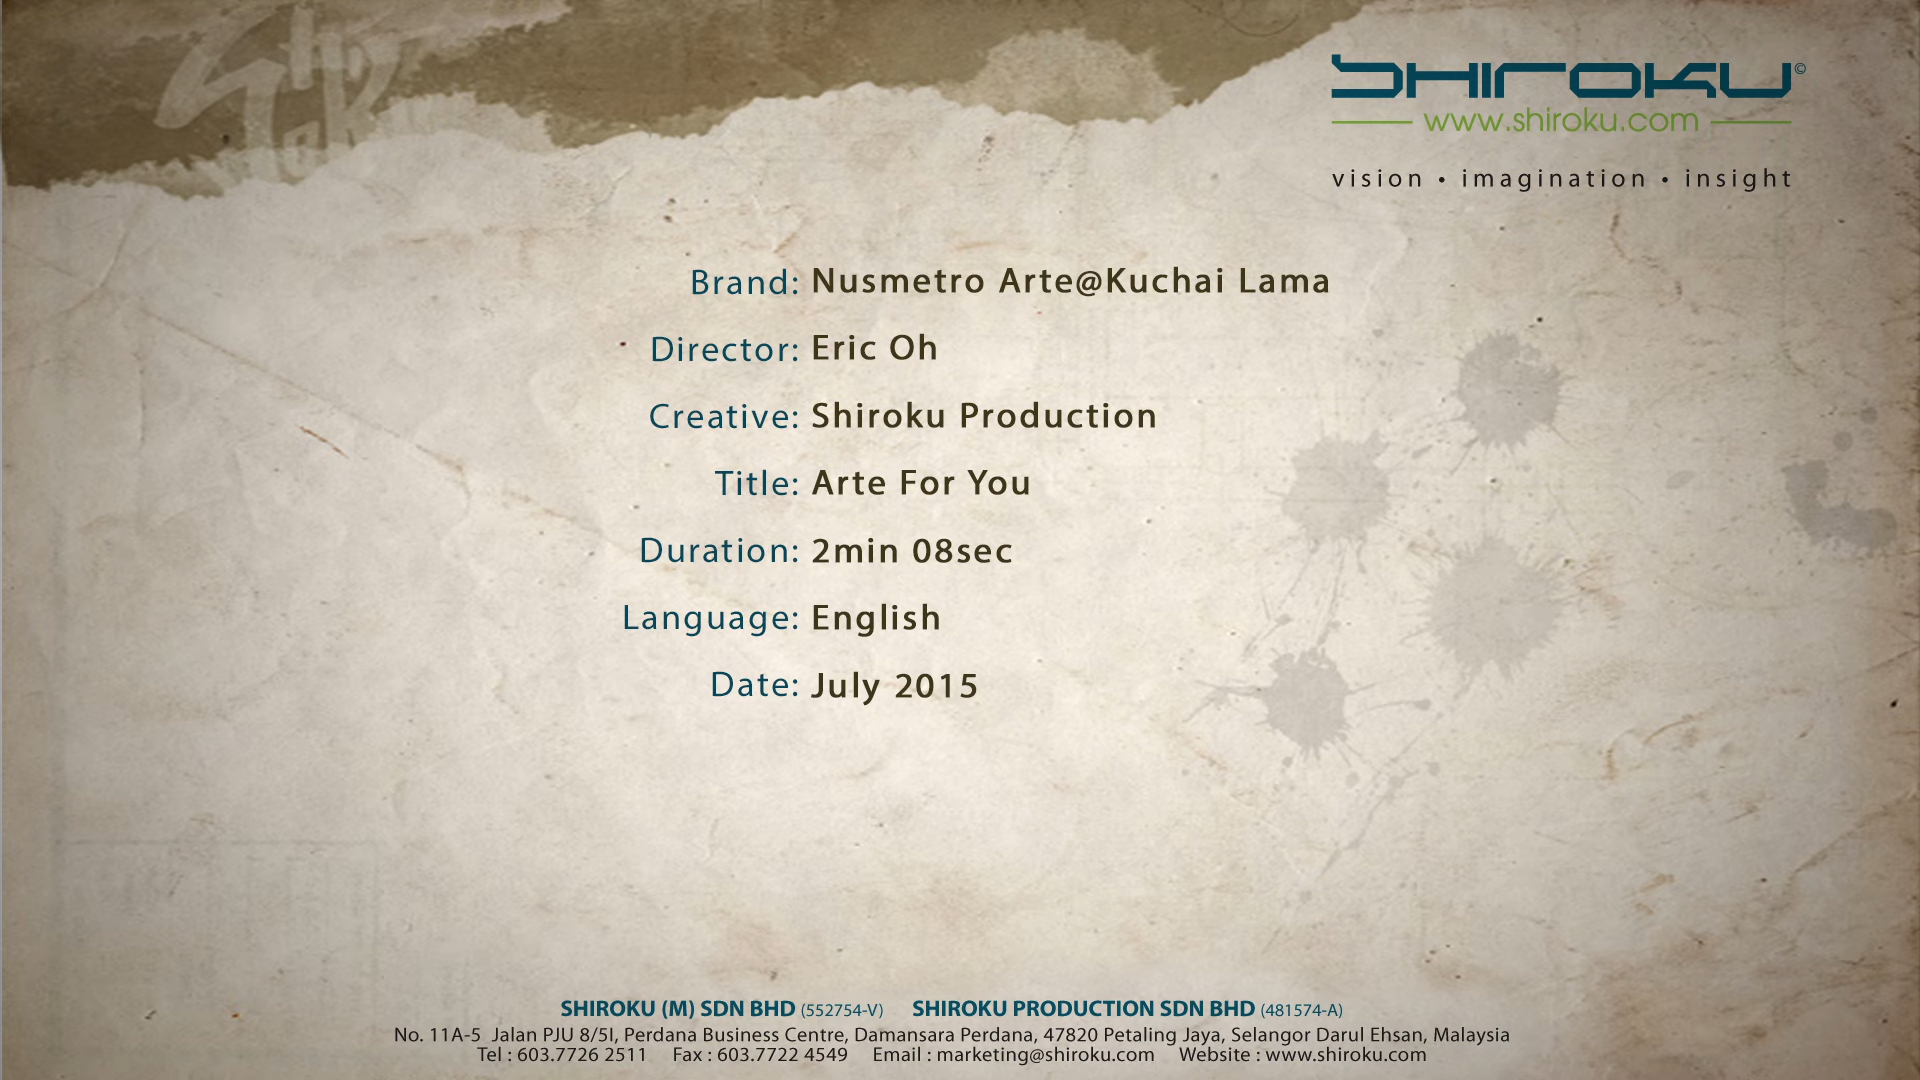 SHIROKU©
www.shiroku.com
vision • imagination • insight
Brand: Nusmetro Arte@Kuchai Lama
Director: Eric Oh
Creative: Shiroku Production
Title: Arte For You
Duration: 2min 08sec
Language: English
Date: July 2015
SHIROKU (M) SDN BHD (552754-V) SHIROKU PRODUCTION SDN BHD (481574-A)
No. 11A-5 Jalan PJU 8/5I, Perdana Business Centre, Damansara Perdana, 47820 Petaling Jaya, Selangor Darul Ehsan, Malaysia
Tel : 603.7726 2511 Fax : 603.7722 4549 Email : marketing@shiroku.com Website : www.shiroku.com